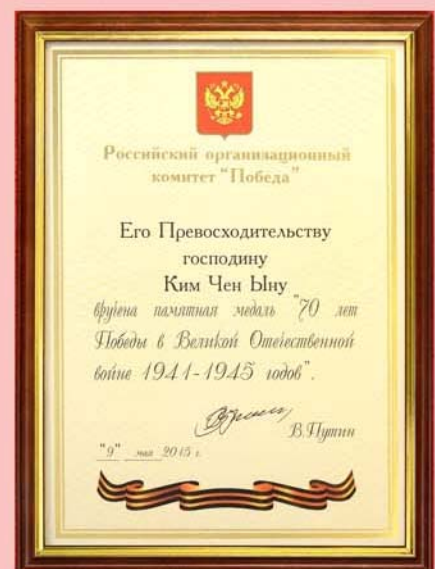 Российский организационный
комитет "Победа"
Его Превосходительству
господину
Ким Чен Ыну
вручена памятная медаль "70 лет
Победы в Великой Отечественной
войне 1941-1945 годов".
В.Путин
"9" мая 2015 г.